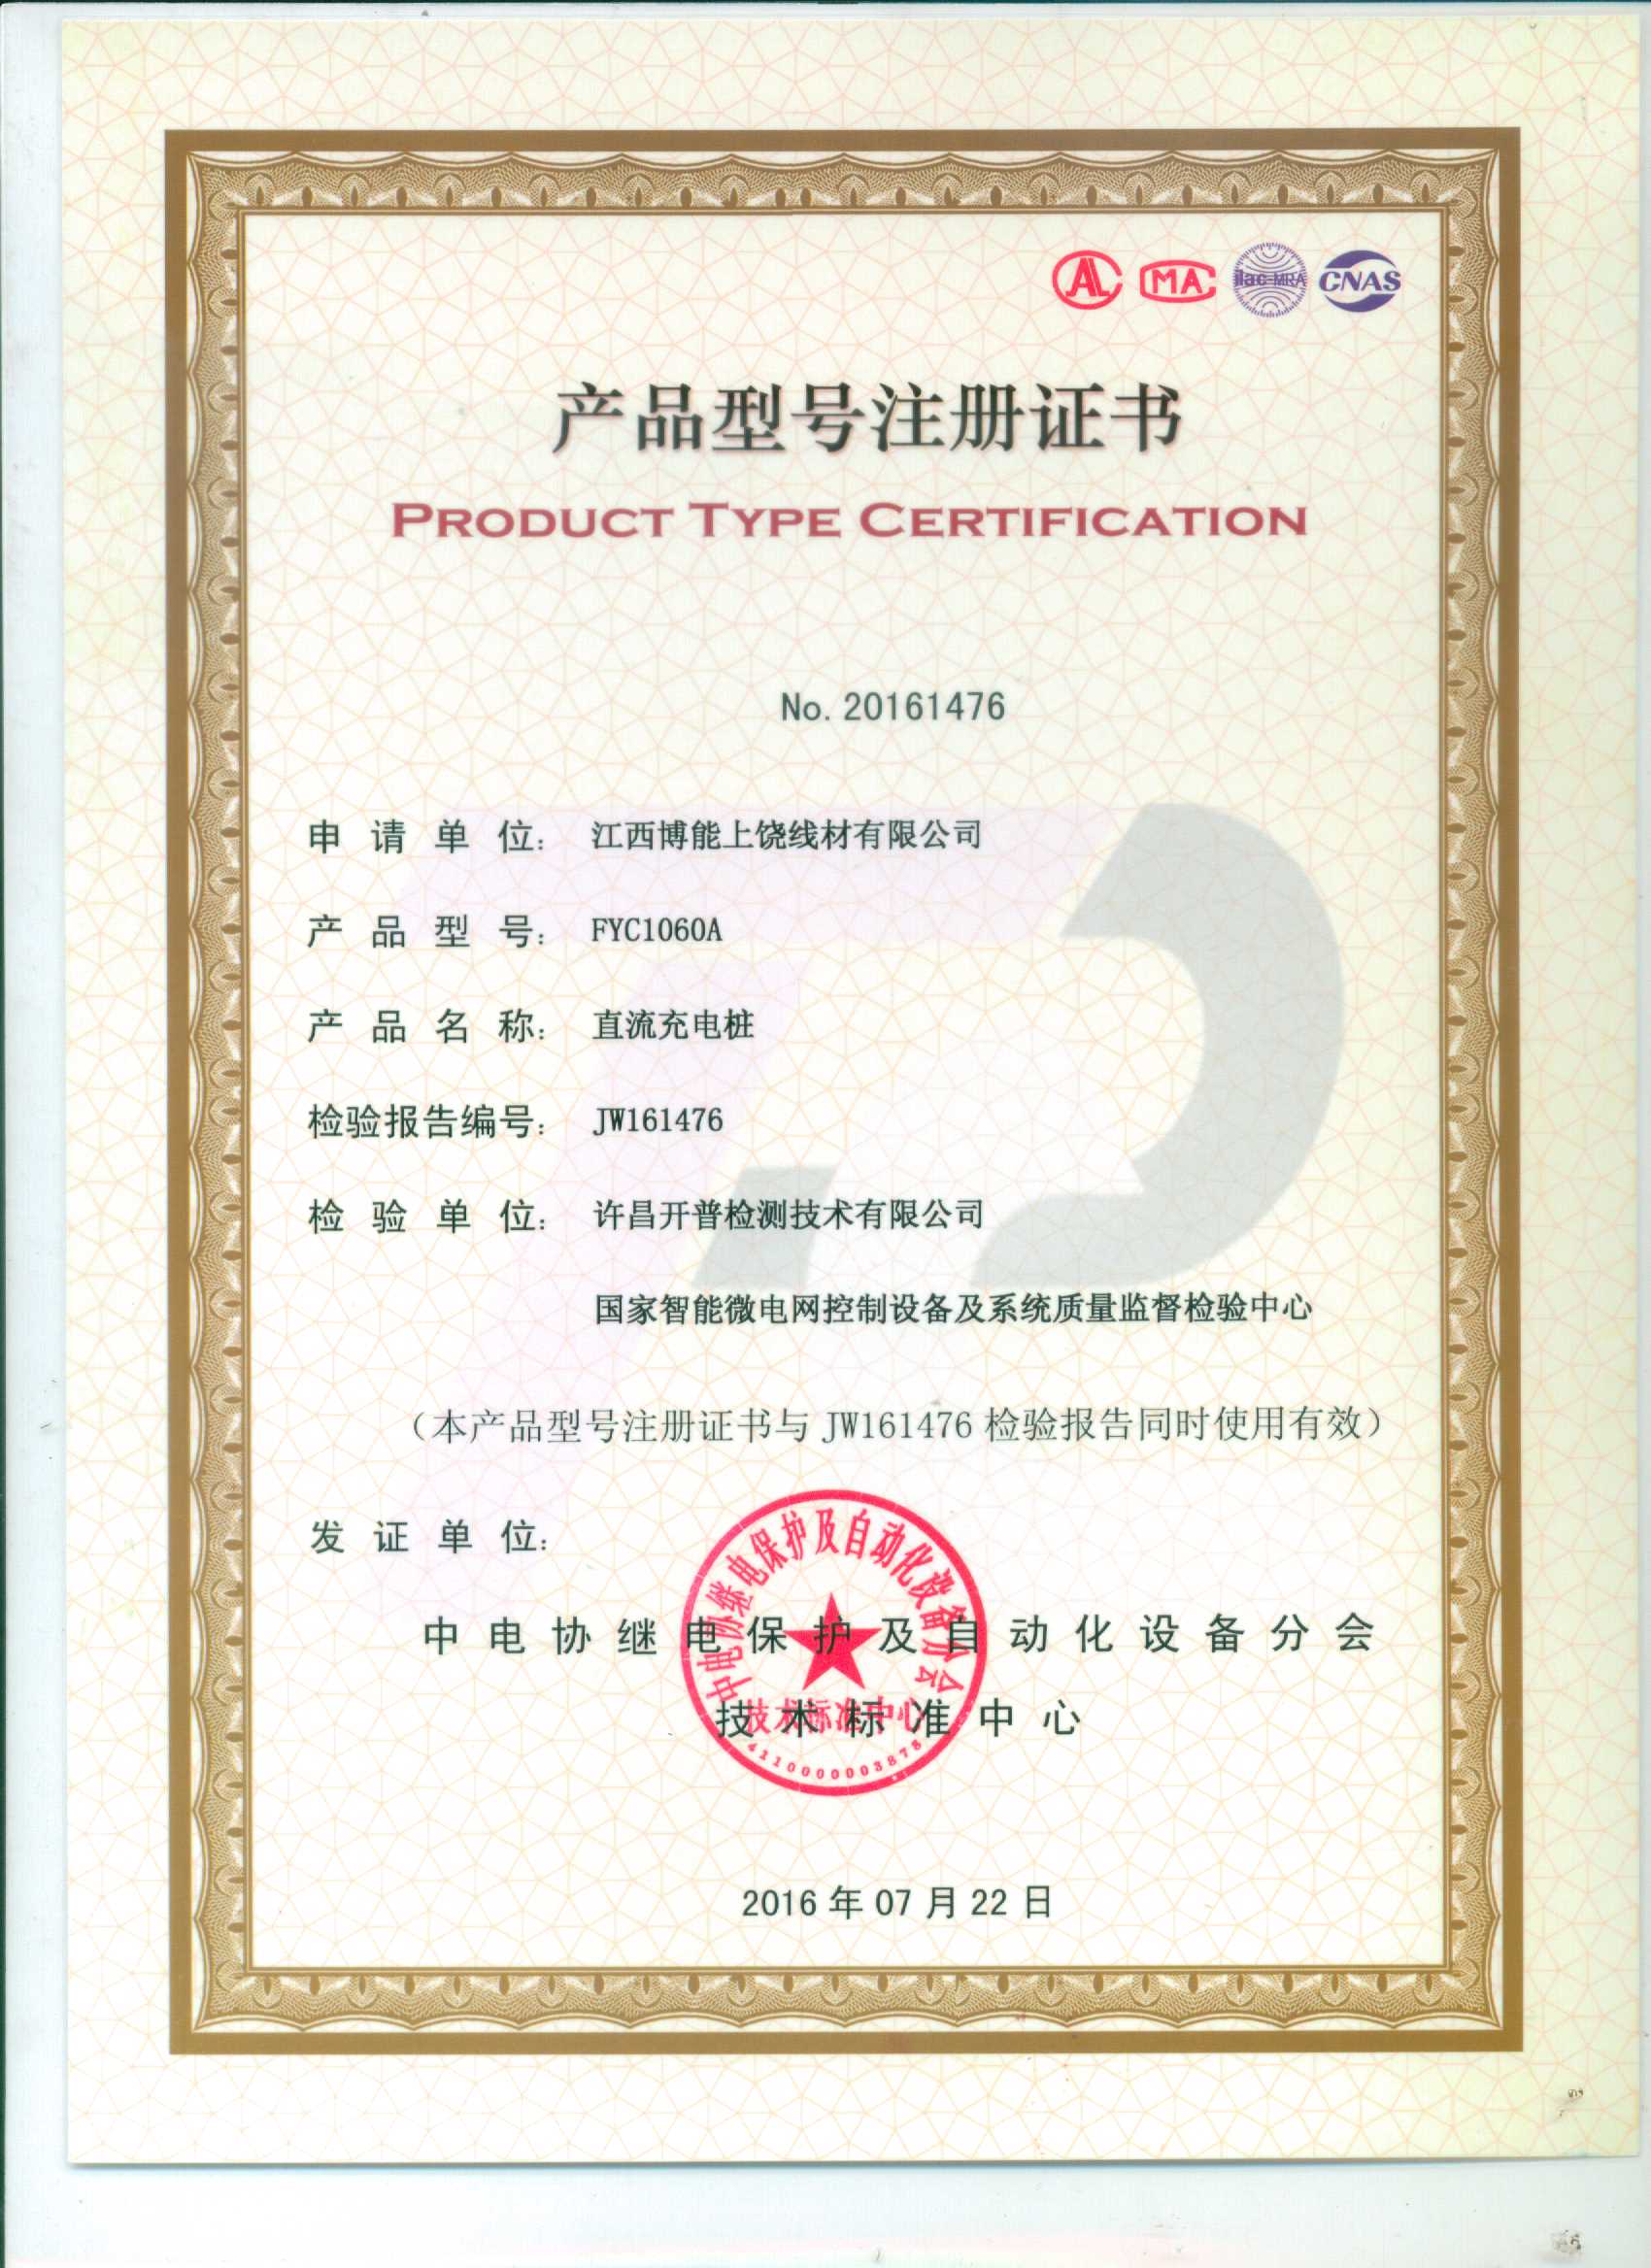 AL MA ilac-MRA CNAS
产品型号注册证书
PRODUCT TYPE CERTIFICATION
No. 20161476
申请单位： 江西博能上饶线材有限公司
产品型号： FYC1060A
产品名称： 直流充电桩
检验报告编号： JW161476
检验单位： 许昌开普检测技术有限公司
国家智能微电网控制设备及系统质量监督检验中心
（本产品型号注册证书与 JW161476 检验报告同时使用有效）
发证单位：
中电协继电保护及自动化设备分会
技术标准中心
中电协继电保护及自动化设备分会
技术标准中心
4110000003878
2016 年 07 月 22 日